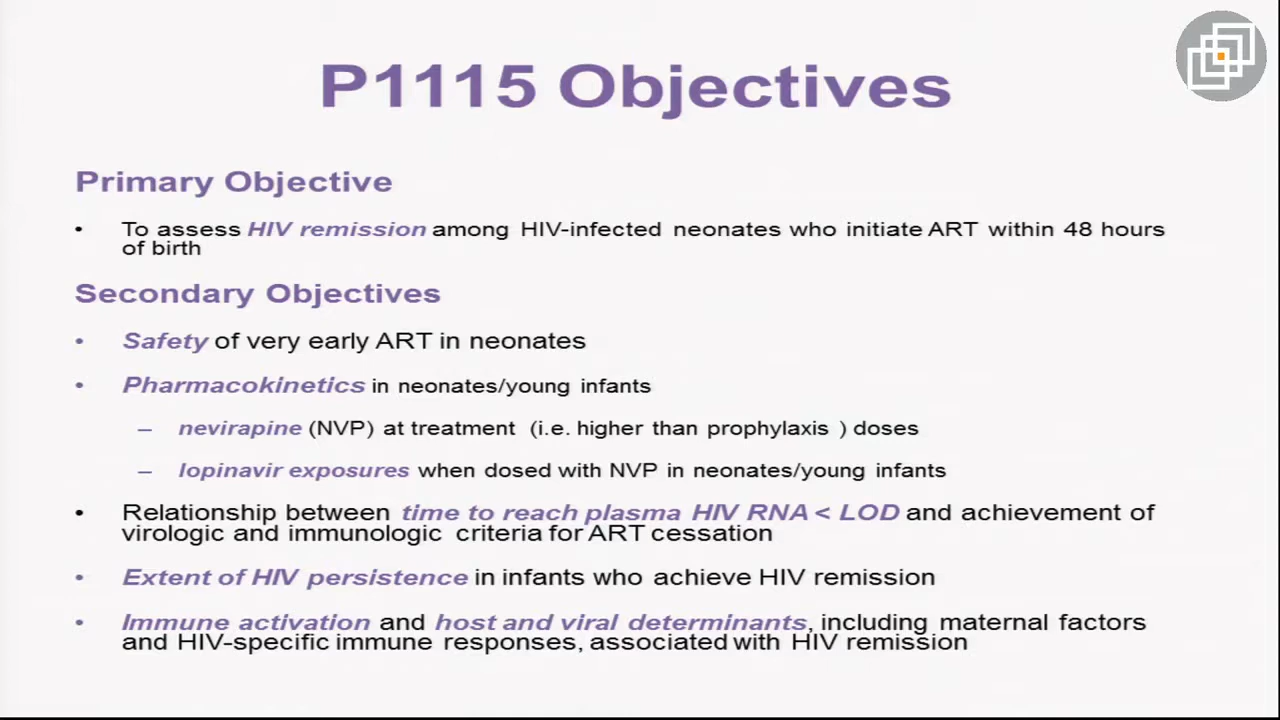 P1115 Objectives
Primary Objective
• To assess HIV remission among HIV-infected neonates who initiate ART within 48 hours
of birth
Secondary Objectives
• Safety of very early ART in neonates
• Pharmacokinetics in neonates/young infants
– nevirapine (NVP) at treatment (i.e. higher than prophylaxis ) doses
– lopinavir exposures when dosed with NVP in neonates/young infants
• Relationship between time to reach plasma HIV RNA < LOD and achievement of
virologic and immunologic criteria for ART cessation
• Extent of HIV persistence in infants who achieve HIV remission
• Immune activation and host and viral determinants, including maternal factors
and HIV-specific immune responses, associated with HIV remission